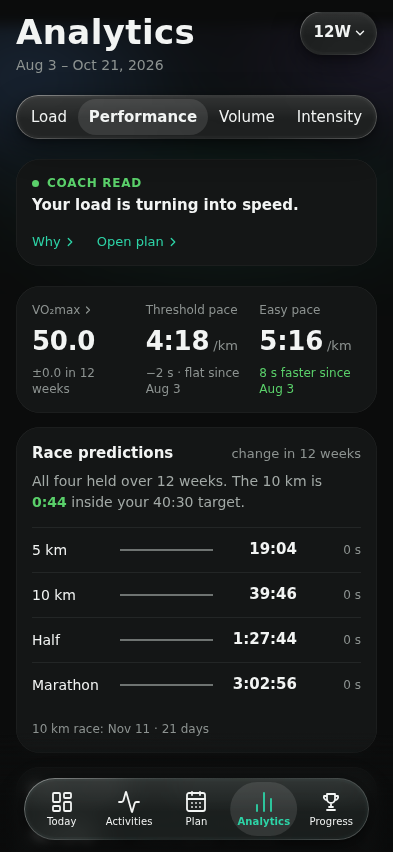 Analytics
12W
Aug 3 – Oct 21, 2026
Load Performance Volume Intensity
COACH READ
Your load is turning into speed.
Why Open plan
VO₂max Threshold pace Easy pace
50.0 4:18 /km 5:16 /km
±0.0 in 12 −2 s · flat since 8 s faster since
weeks Aug 3 Aug 3
Race predictions change in 12 weeks
All four held over 12 weeks. The 10 km is
0:44 inside your 40:30 target.
5 km 19:04 0 s
10 km 39:46 0 s
Half 1:27:44 0 s
Marathon 3:02:56 0 s
10 km race: Nov 11 · 21 days
Today Activities Plan Analytics Progress